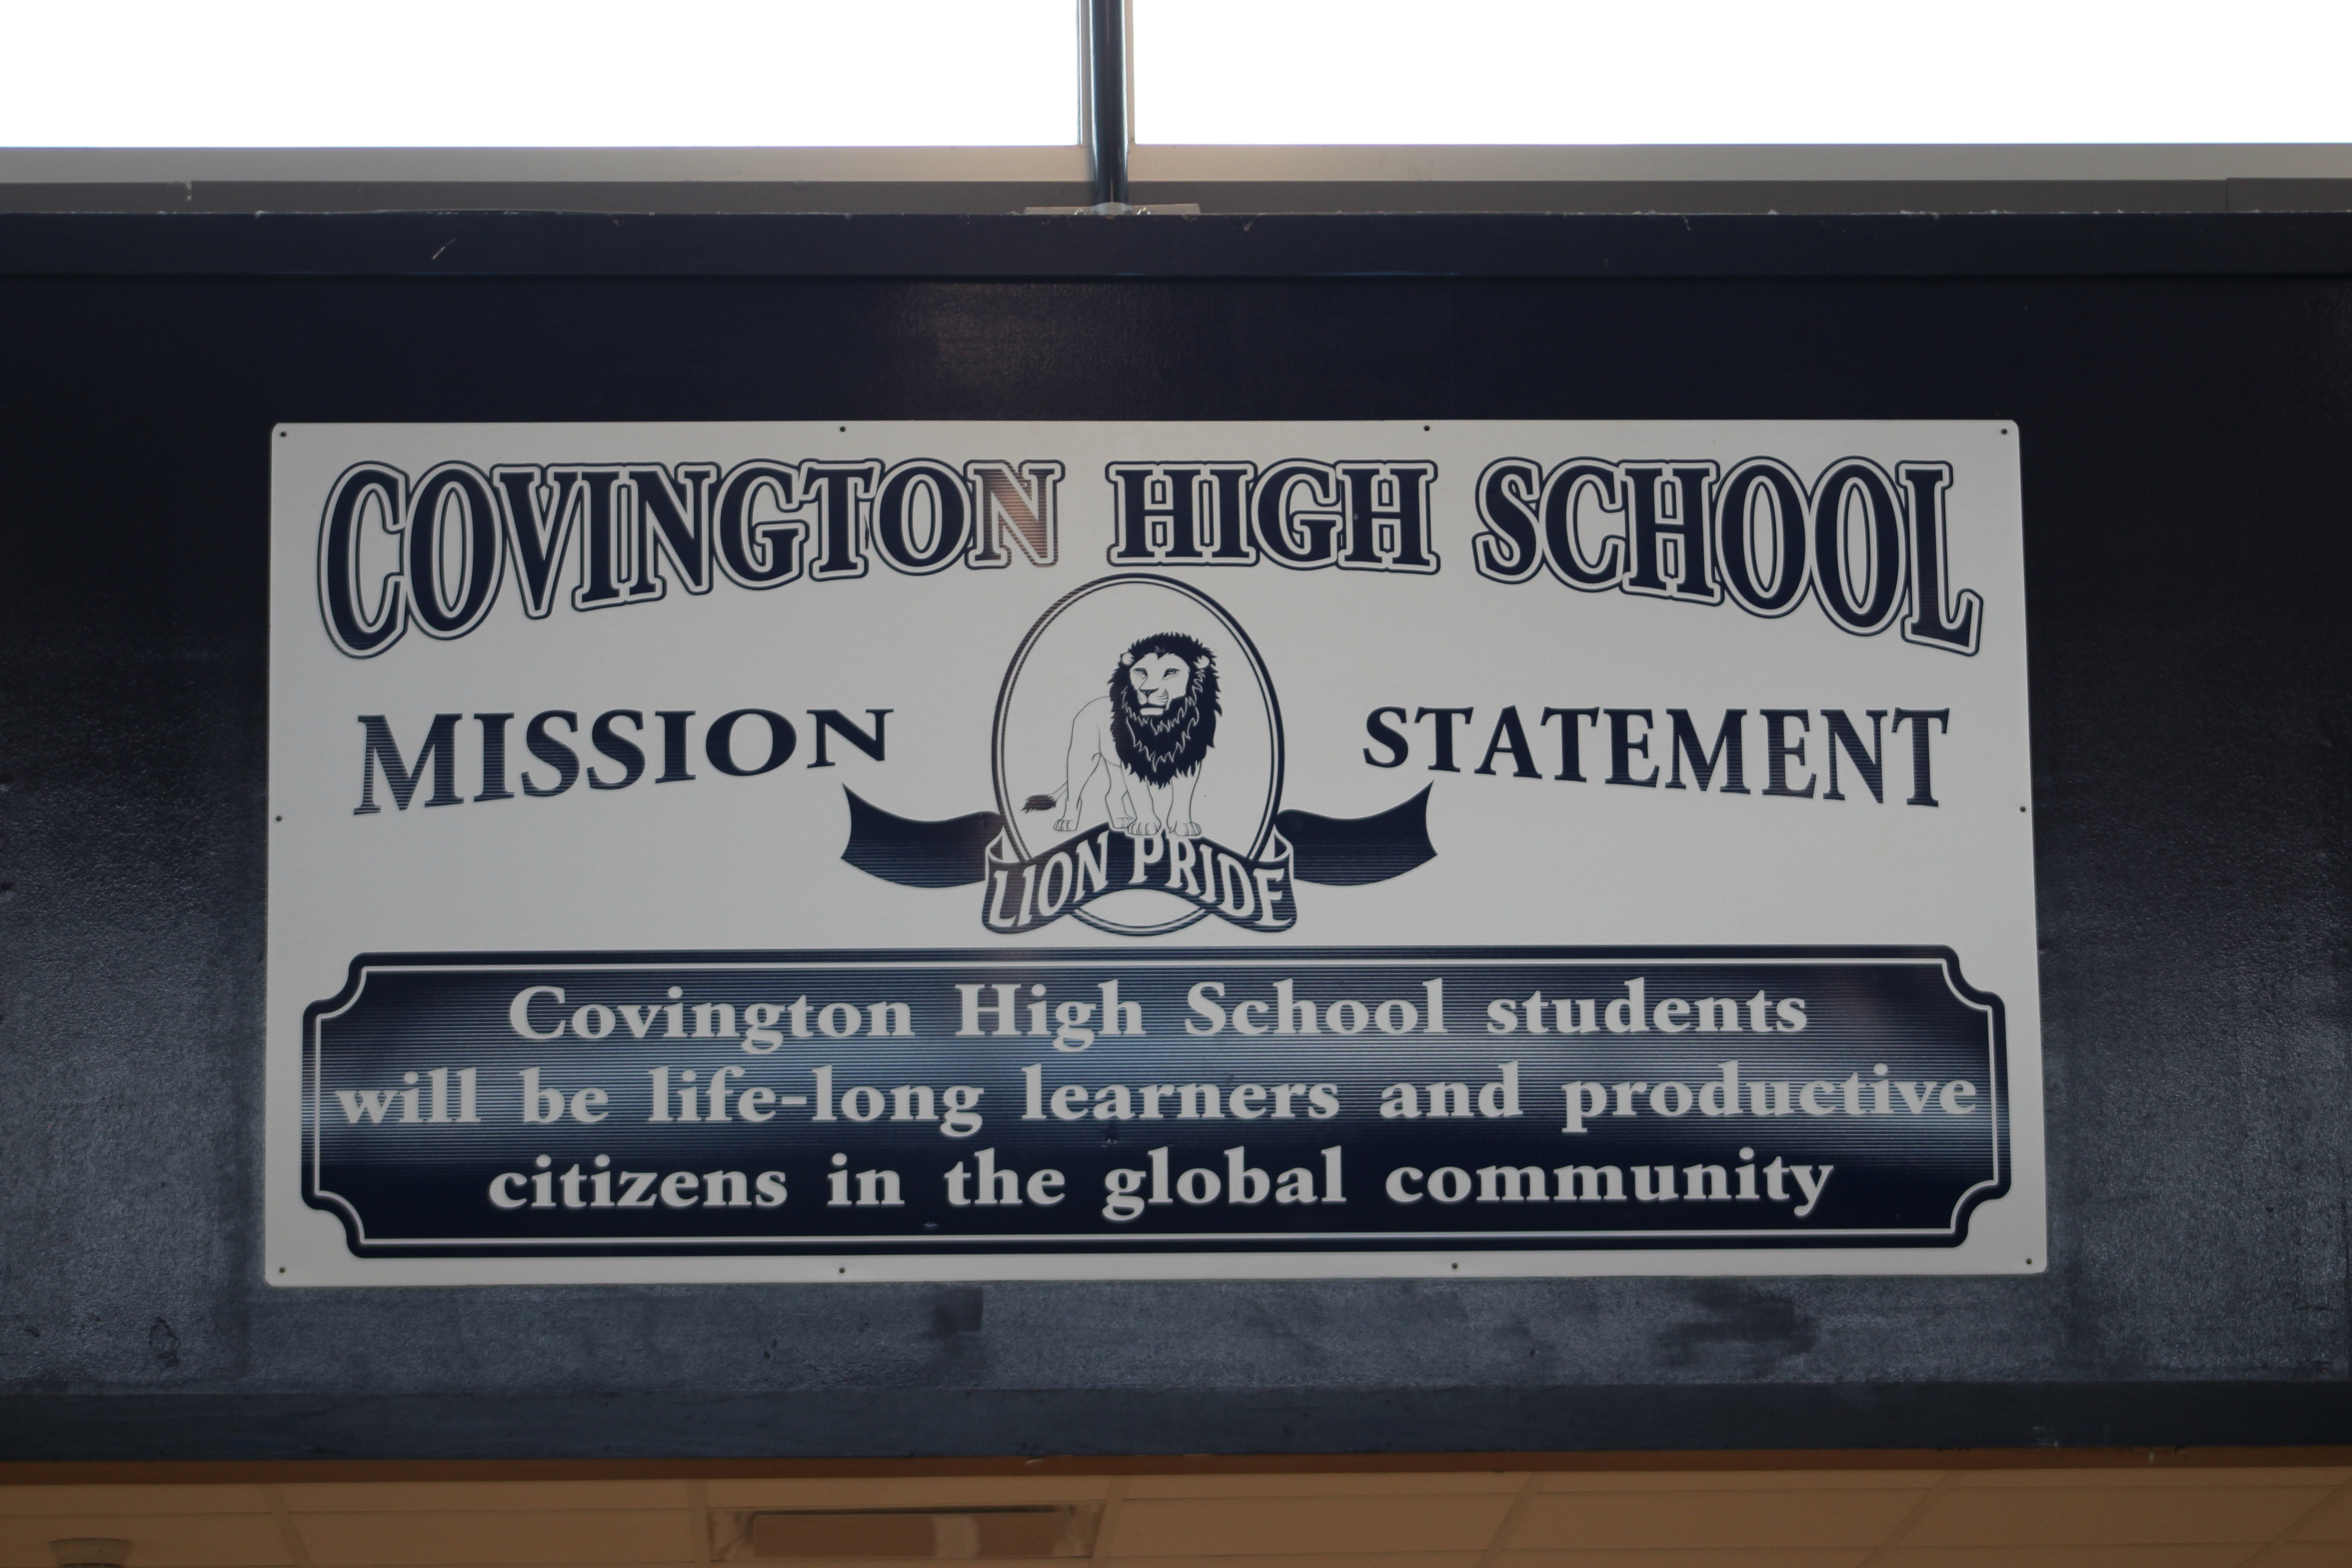 COVINGTON HIGH SCHOOL
MISSION STATEMENT
LION PRIDE
Covington High School students
will be life-long learners and productive
citizens in the global community